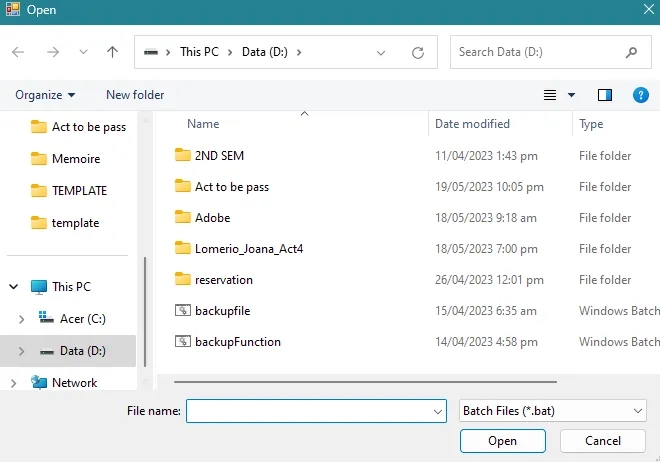 Open
This PC > Data (D:) >
Search Data (D:)
Organize
New folder
Act to be pass
Memoire
TEMPLATE
template
This PC
Acer (C:)
Data (D:)
Network
Name Date modified Type
2ND SEM 11/04/2023 1:43 pm File folder
Act to be pass 19/05/2023 10:05 pm File folder
Adobe 18/05/2023 9:18 am File folder
Lomerio_Joana_Act4 18/05/2023 7:00 pm File folder
reservation 26/04/2023 12:01 pm File folder
backupfile 15/04/2023 6:35 am Windows Batch
backupFunction 14/04/2023 4:58 pm Windows Batch
File name:
Batch Files (*.bat)
Open Cancel